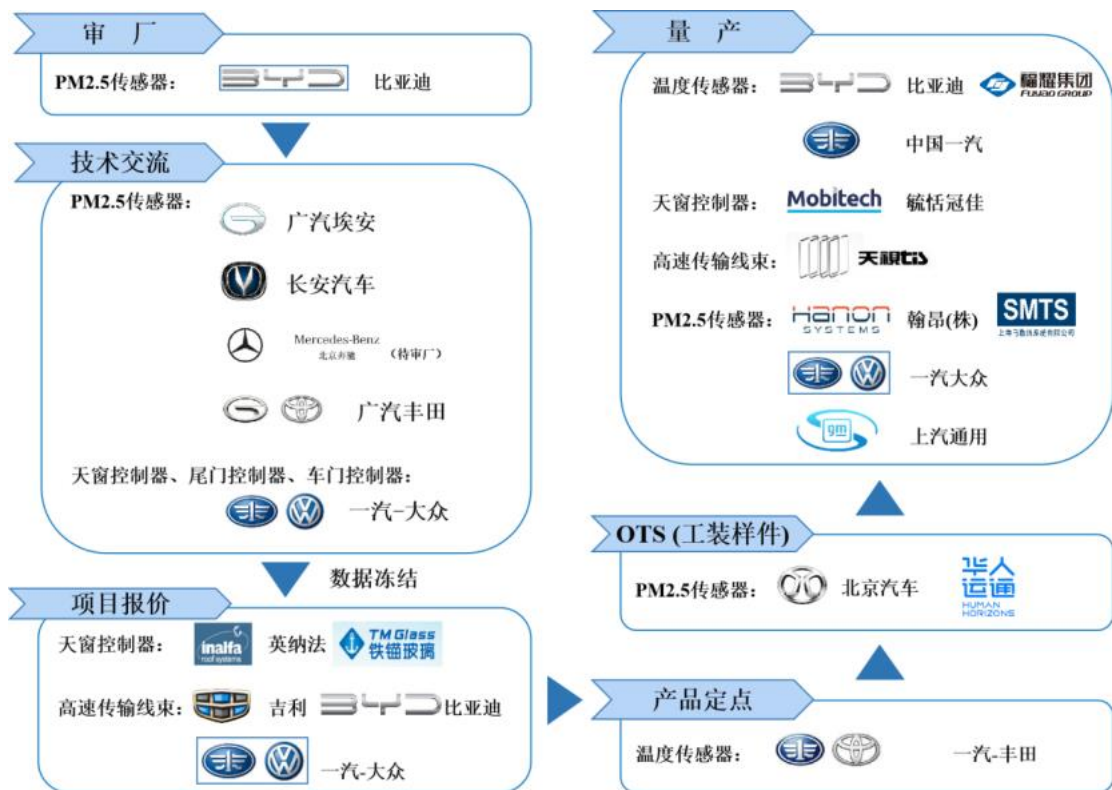 审 厂
PM2.5传感器: BYD 比亚迪
技术交流
PM2.5传感器:
广汽埃安
长安汽车
Mercedes-Benz
北京奔驰 (待审厂)
广汽丰田
天窗控制器、尾门控制器、车门控制器:
一汽-大众
数据冻结
项目报价
天窗控制器: inalfa roof systems 英纳法 TMGlass 铁锚玻璃
高速传输线束: 吉利 BYD 比亚迪
一汽-大众
量 产
温度传感器: BYD 比亚迪 福耀集团 FUYAO GROUP
中国一汽
天窗控制器: Mobitech 毓恬冠佳
高速传输线束: 天视tis
PM2.5传感器: Hanon SYSTEMS 翰昂(株) SMTS
一汽大众
gm 上汽通用
OTS (工装样件)
PM2.5传感器: 北京汽车 华人运通 HUMAN HORIZONS
产品定点
温度传感器: 一汽-丰田